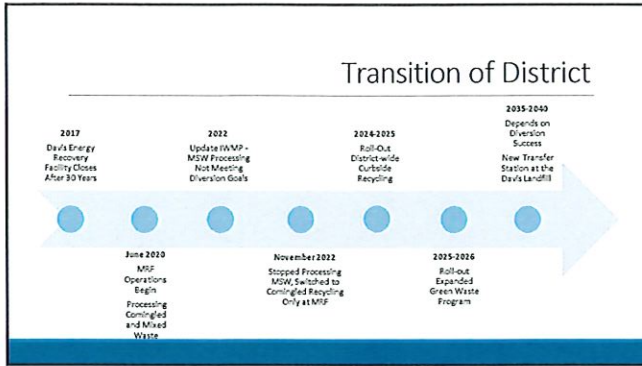 Transition of District
2017
Davis Energy
Recovery
Facility Closes
After 30 Years
June 2020
MRF
Operations
Begin
Processing
Comingled
and Mixed
Waste
2022
Update IWMP -
MSW Processing
Not Meeting
Diversion Goals
November 2022
Stopped Processing
MSW, Switched to
Comingled Recycling
Only at MRF
2024-2025
Roll-Out
District-wide
Curbside
Recycling
2025-2026
Roll-out
Expanded
Green Waste
Program
2035-2040
Depends on
Diversion
Success
New Transfer
Station at the
Davis Landfill